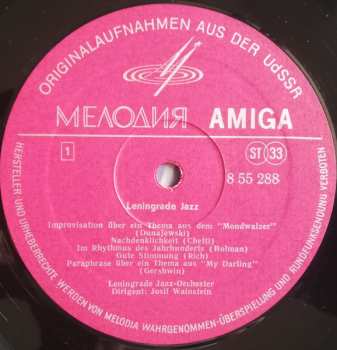 ORIGINALAUFNAHMEN AUS DER UdSSR
МЕЛОДИЯ AMIGA
1
ST 33
8 55 288
Leningrade Jazz
Improvisation über ein Thema aus dem "Mondwalzer"
(Dunajewski)
Nachdenklichkeit (Chefti)
Im Rhythmus des Jahrhunderts (Holman)
Gute Stimmung (Rich)
Paraphrase über ein Thema aus "My Darling"
(Gershwin)
Leningrade Jazz-Orchester
Dirigent: Josif Wainstein
HERSTELLER- UND URHEBERRECHTE WERDEN VON MELODIA WAHRGENOMMEN-ÜBERSPIELUNG UND RUNDFUNKSENDUNG VERBOTEN